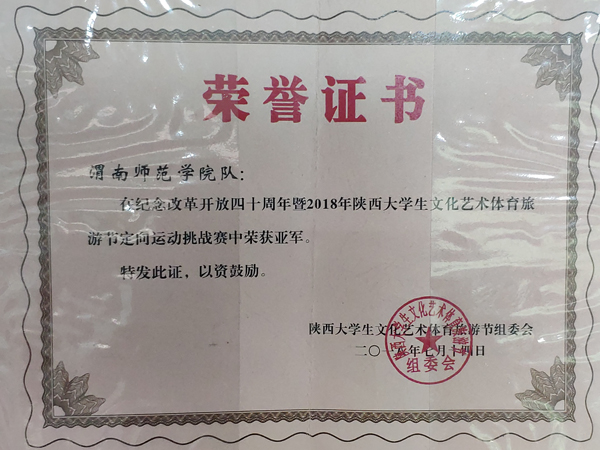 荣誉证书
渭南师范学院队：
在纪念改革开放四十周年暨2018年陕西大学生文化艺术体育旅
游节定向运动挑战赛中荣获亚军。
特发此证，以资鼓励。
陕西大学生文化艺术体育旅游节组委会
二〇一八年七月十四日
组委会